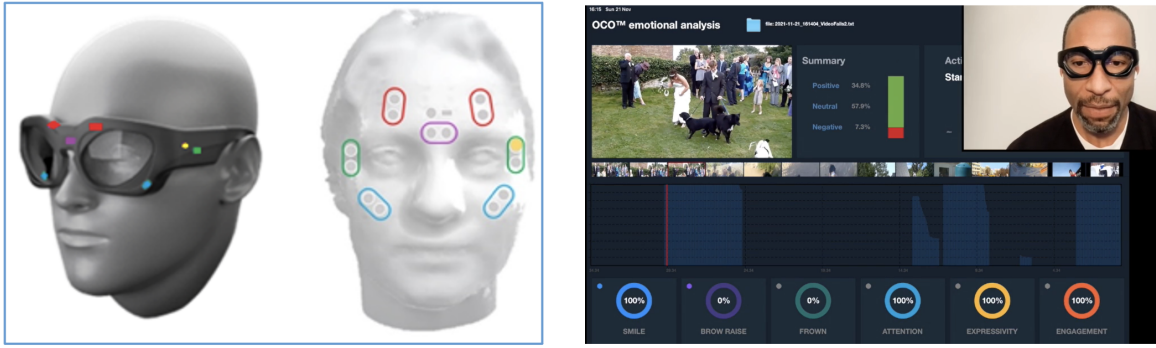 16:15 Sun 21 Nov
OCO™ emotional analysis
file: 2021-11-21_161404_VideoFails2.txt
Summary
Positive 34.8%
Neutral 57.9%
Negative 7.3%
Acti
Star
100% 0% 0% 100% 100% 100%
SMILE BROW RAISE FROWN ATTENTION EXPRESSIVITY ENGAGEMENT